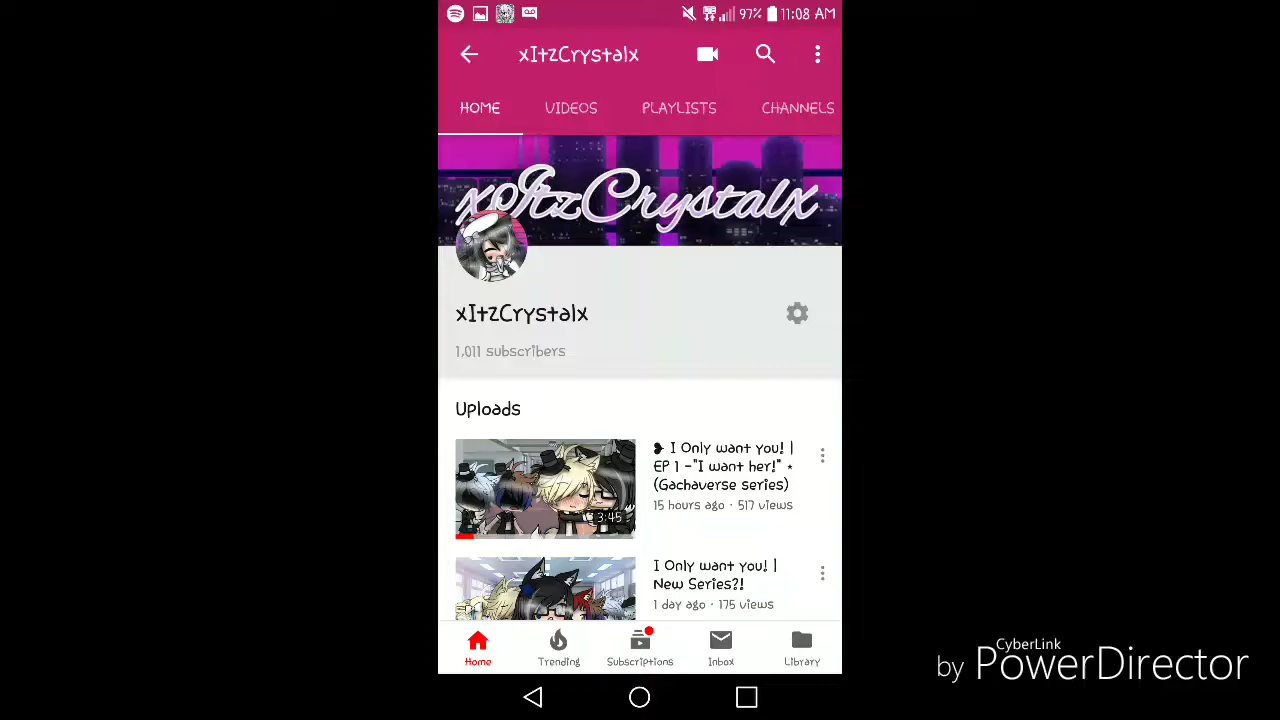 97% 11:08 AM
xItzCrystalx
HOME VIDEOS PLAYLISTS CHANNELS
xItzCrystalx
xItzCrystalx
1,011 subscribers
Uploads
❥ I Only want you! |
EP 1 -"I want her!" *
(Gachaverse series)
15 hours ago · 517 views
3:45
I Only want you! |
New Series?!
1 day ago · 175 views
Home Trending Subscriptions Inbox Library
CyberLink
by PowerDirector